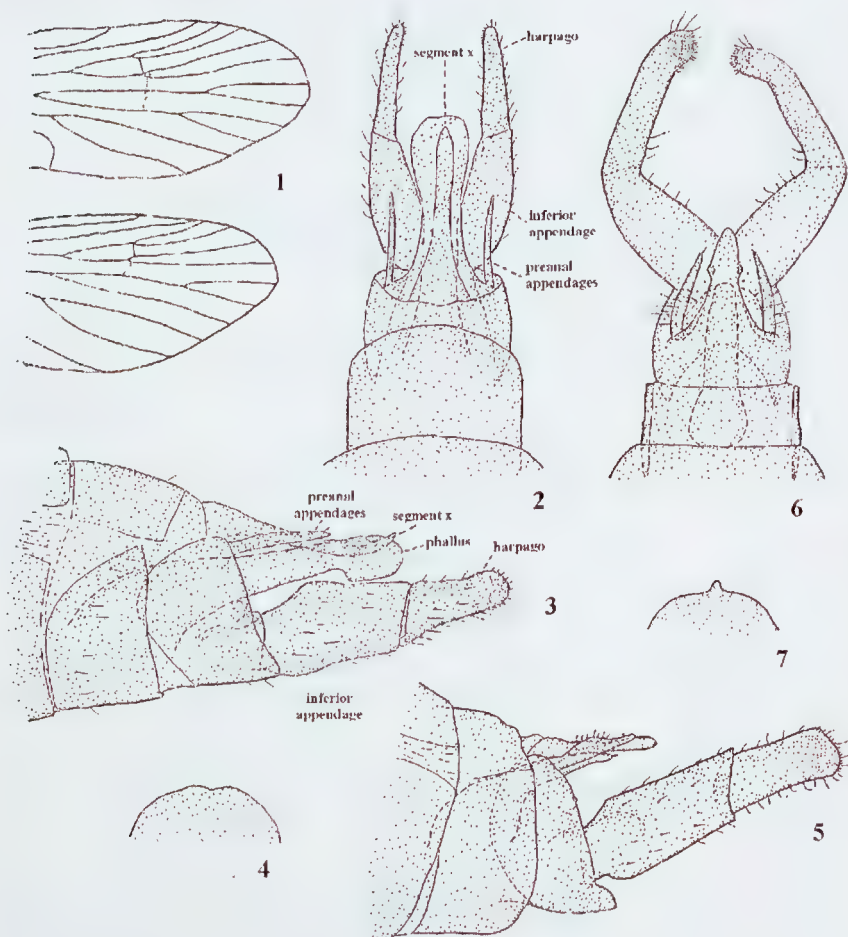 segment x
harpago
1
inferior
appendage
preanal
appendages
2
6
preanal
appendages
segment x
phallus
harpago
3
7
inferior
appendage
4
5